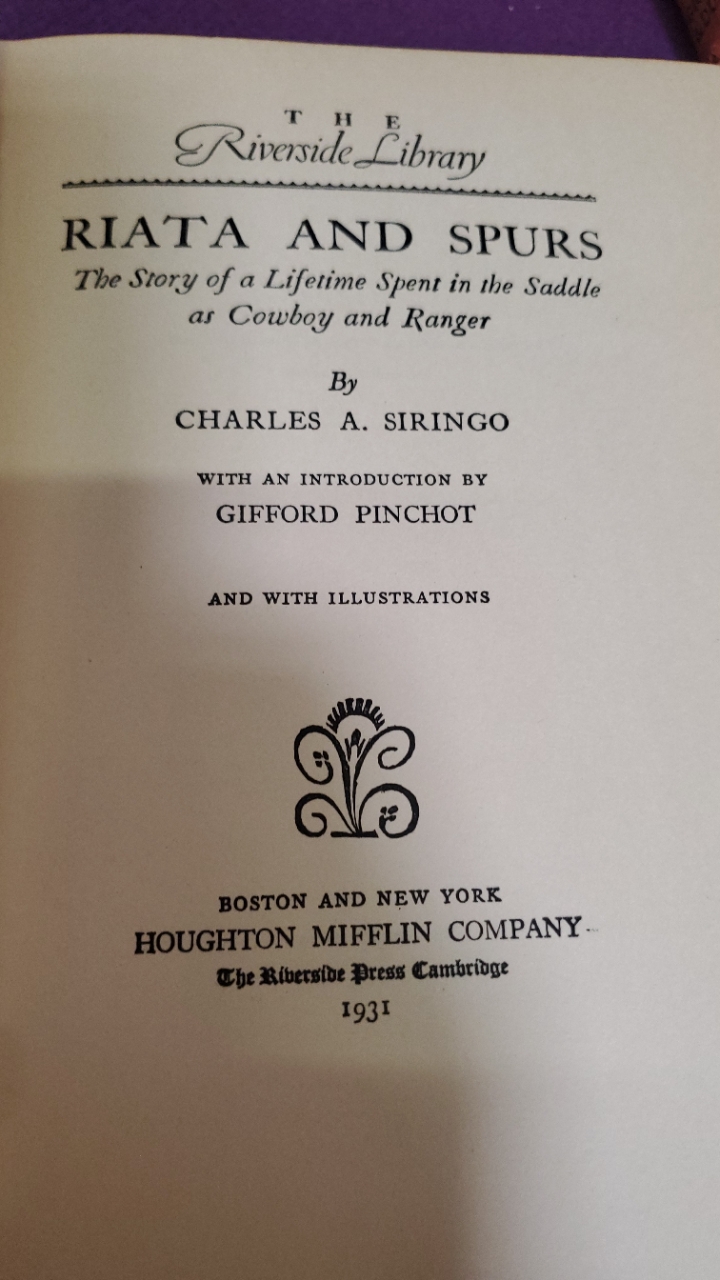 THE
Riverside Library
RIATA AND SPURS
The Story of a Lifetime Spent in the Saddle
as Cowboy and Ranger
By
CHARLES A. SIRINGO
WITH AN INTRODUCTION BY
GIFFORD PINCHOT
AND WITH ILLUSTRATIONS
BOSTON AND NEW YORK
HOUGHTON MIFFLIN COMPANY
The Riverside Press Cambridge
1931